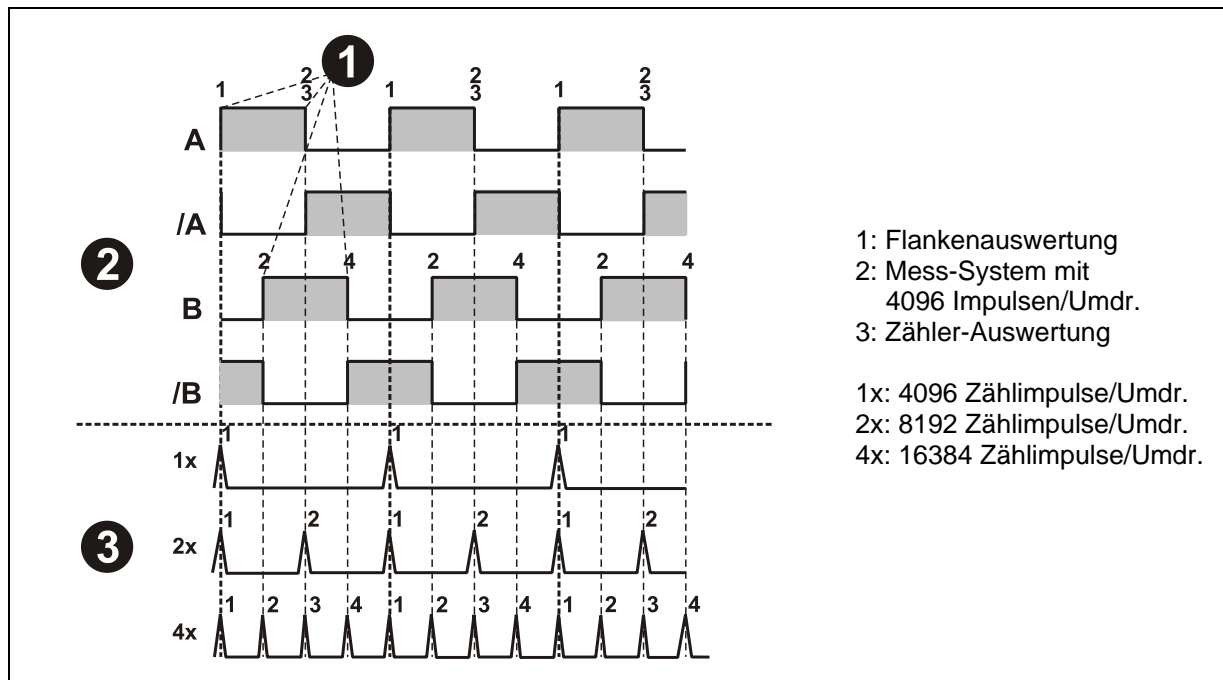 1
1 2 1 2 1 2
3 3 3
A
/A
2
2 4 2 4 2 4
B
/B
1 1 1
1x
3
1 2 1 2 1 2
2x
1 2 3 4 1 2 3 4 1 2 3 4
4x
1: Flankenauswertung
2: Mess-System mit
4096 Impulsen/Umdr.
3: Zähler-Auswertung
1x: 4096 Zählimpulse/Umdr.
2x: 8192 Zählimpulse/Umdr.
4x: 16384 Zählimpulse/Umdr.